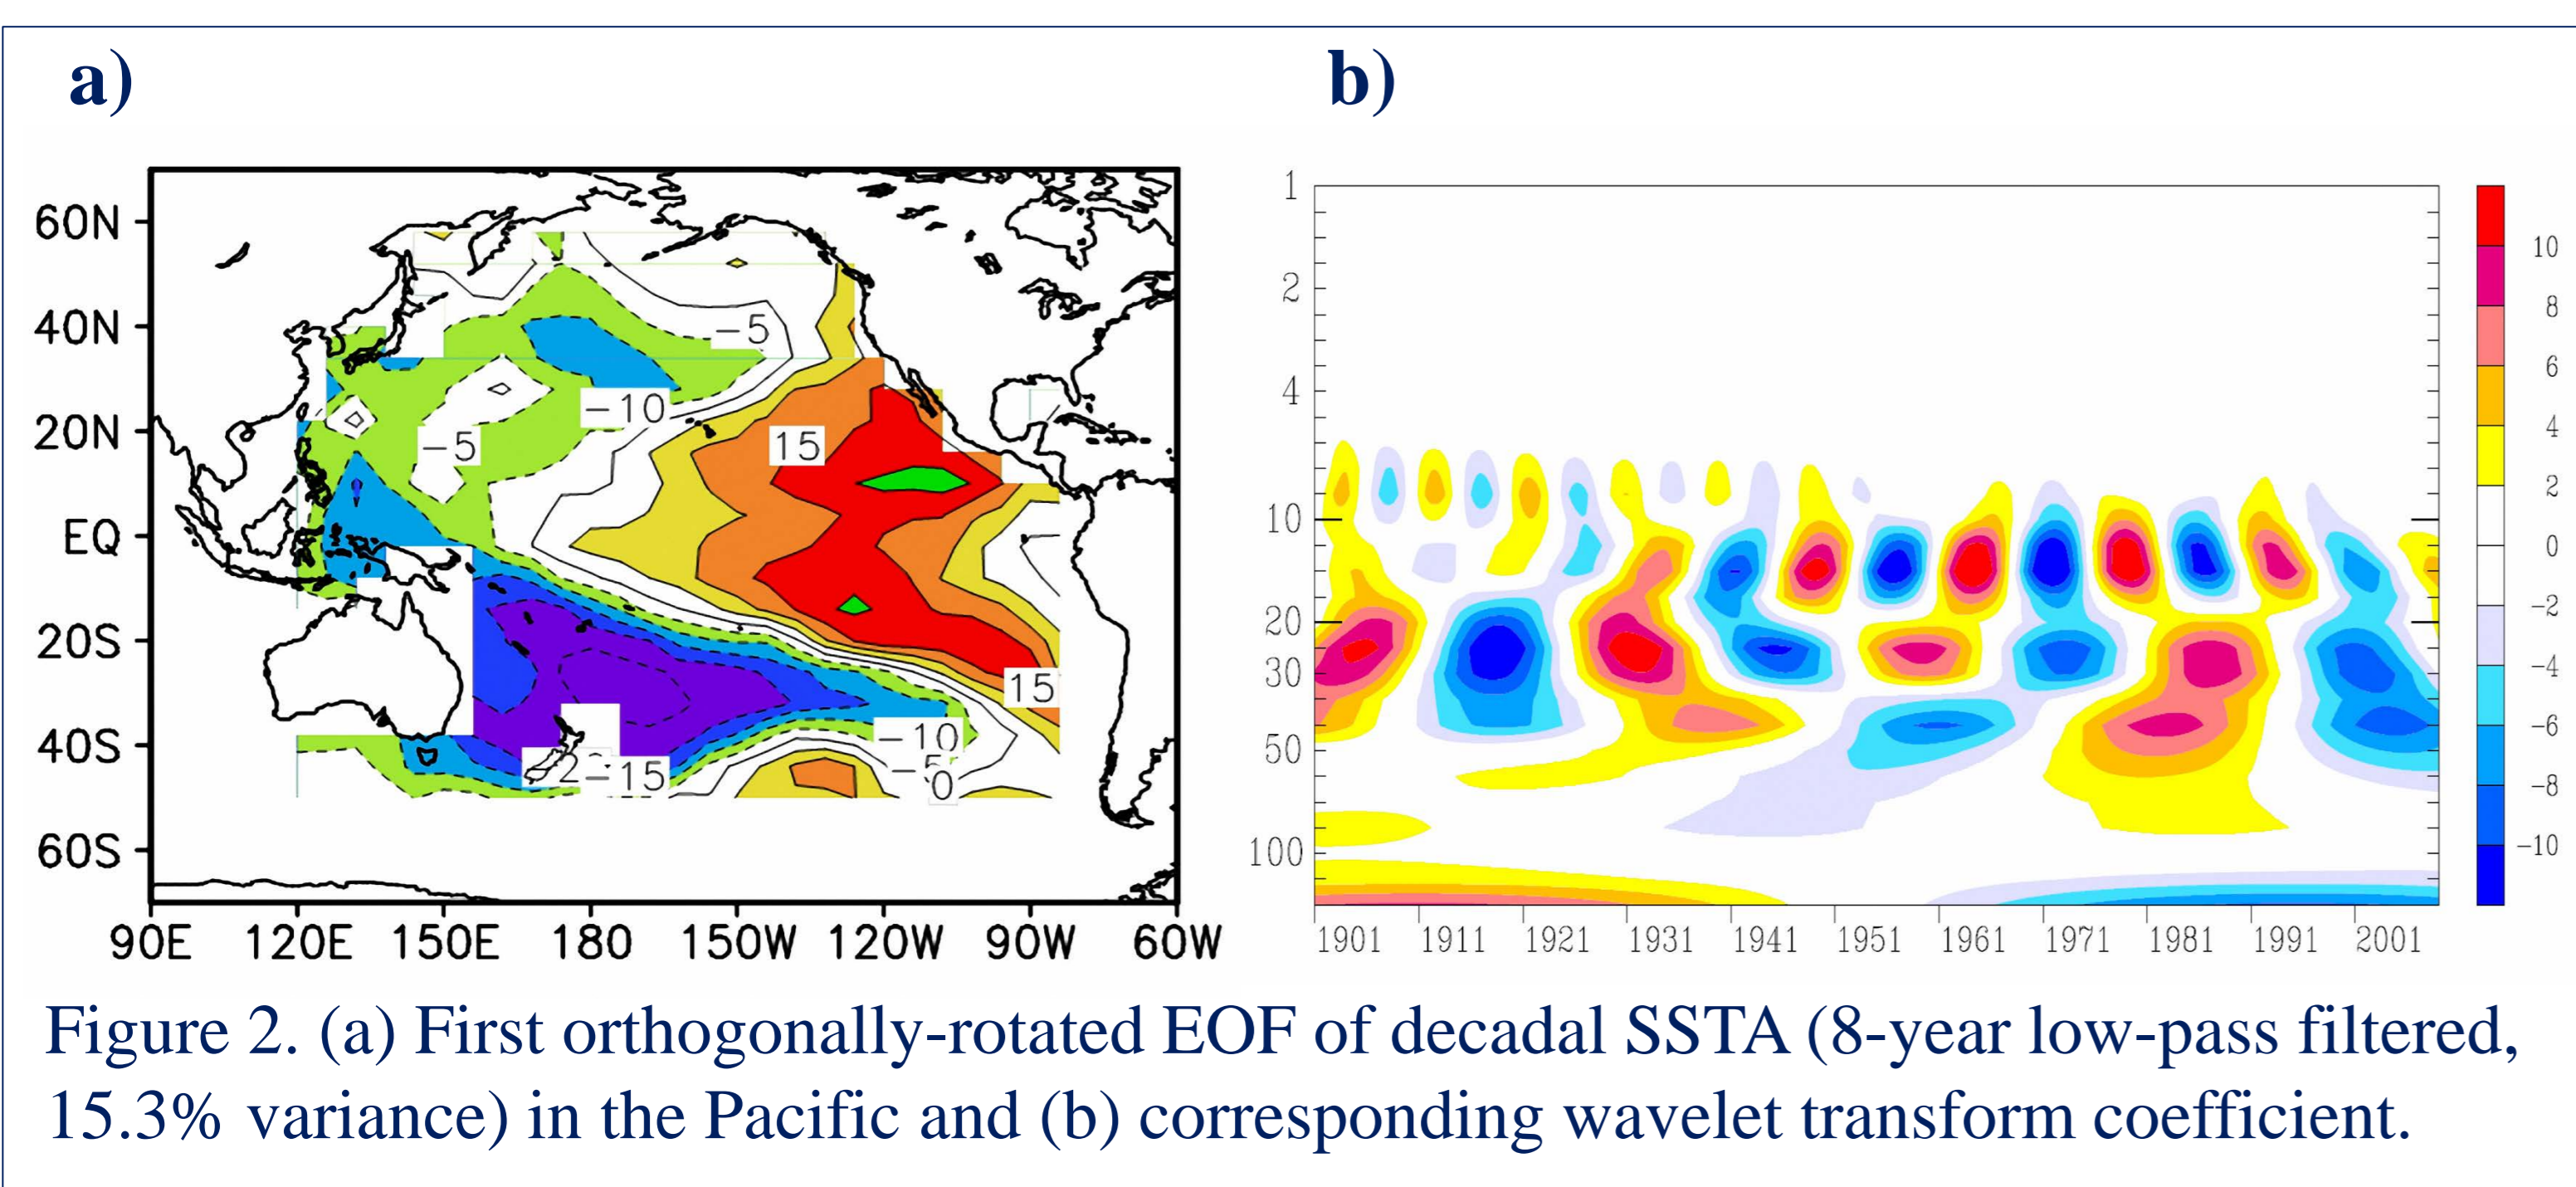 a)
b)
60N
40N
20N
EQ
20S
40S
60S
90E 120E 150E 180 150W 120W 90W 60W
-5
-10
-5
15
15
-10
-5
0
-15
1
2
4
10
20
30
50
100
1901 1911 1921 1931 1941 1951 1961 1971 1981 1991 2001
10
8
6
4
2
0
-2
-4
-6
-8
-10
Figure 2. (a) First orthogonally-rotated EOF of decadal SSTA (8-year low-pass filtered,
15.3% variance) in the Pacific and (b) corresponding wavelet transform coefficient.